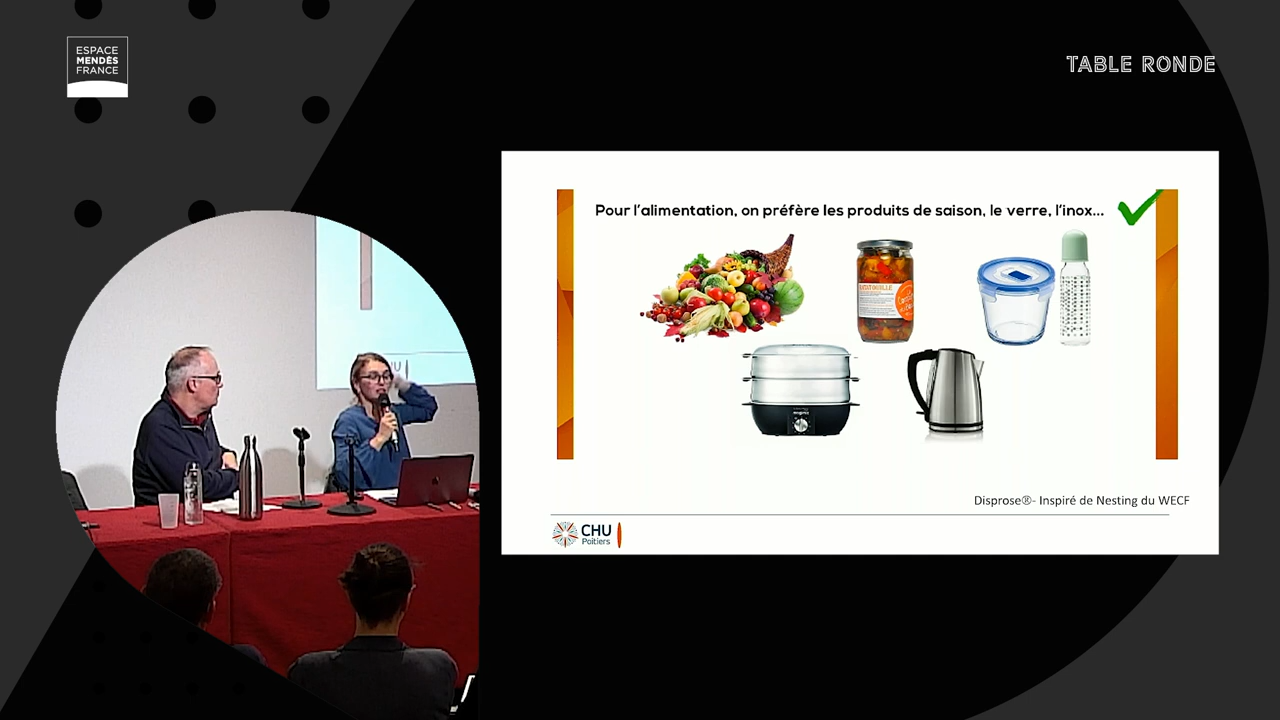 ESPACE
MENDÈS
FRANCE
TABLE RONDE
Pour l'alimentation, on préfère les produits de saison, le verre, l'inox...
RATATOUILLE
Disprose®- Inspiré de Nesting du WECF
CHU
Poitiers